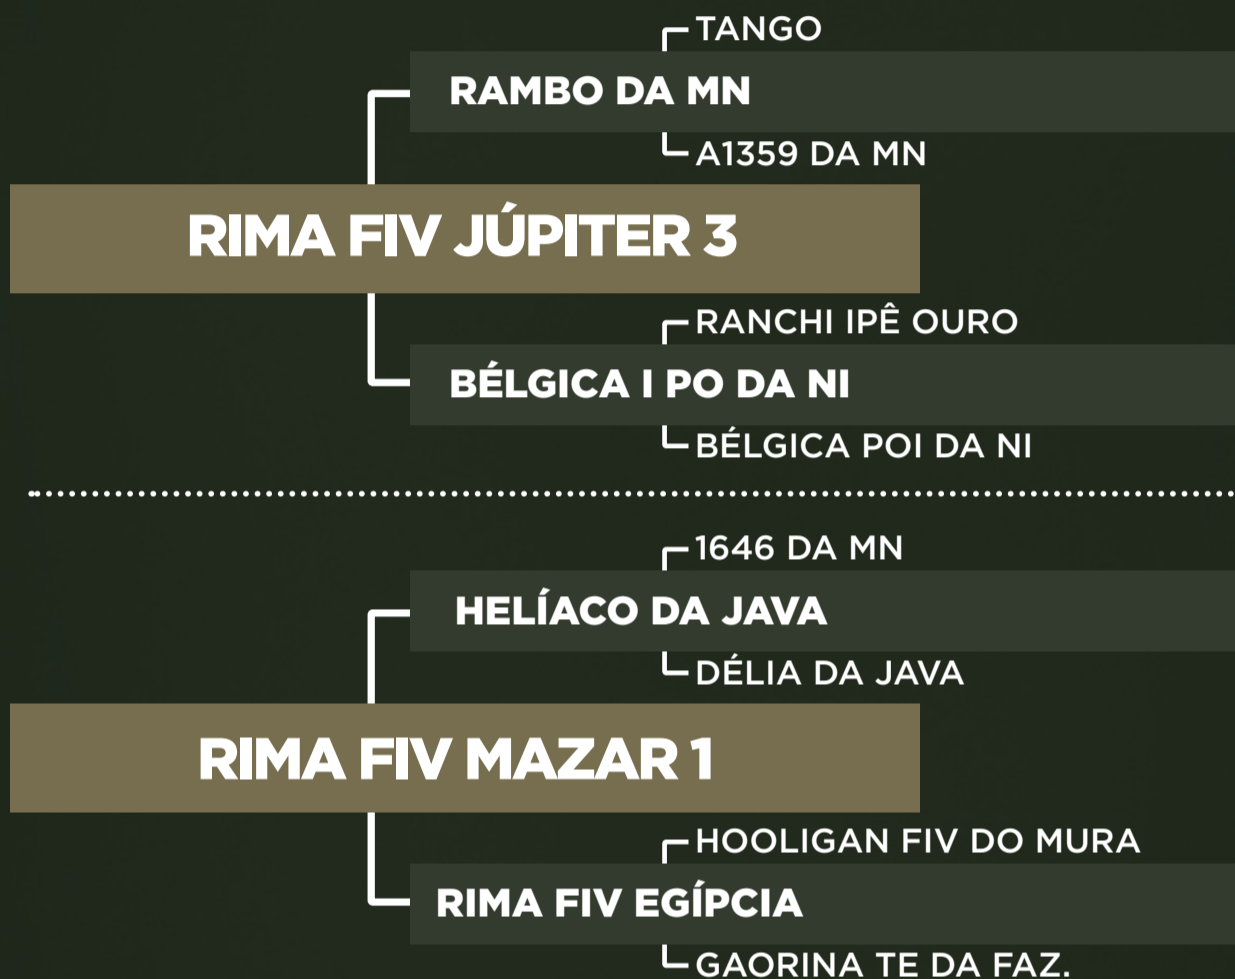 TANGO
RAMBO DA MN
A1359 DA MN
RIMA FIV JÚPITER 3
RANCHI IPÊ OURO
BÉLGICA I PO DA NI
BÉLGICA POI DA NI
1646 DA MN
HELÍACO DA JAVA
DÉLIA DA JAVA
RIMA FIV MAZAR 1
HOOLIGAN FIV DO MURA
RIMA FIV EGÍPCIA
GAORINA TE DA FAZ.